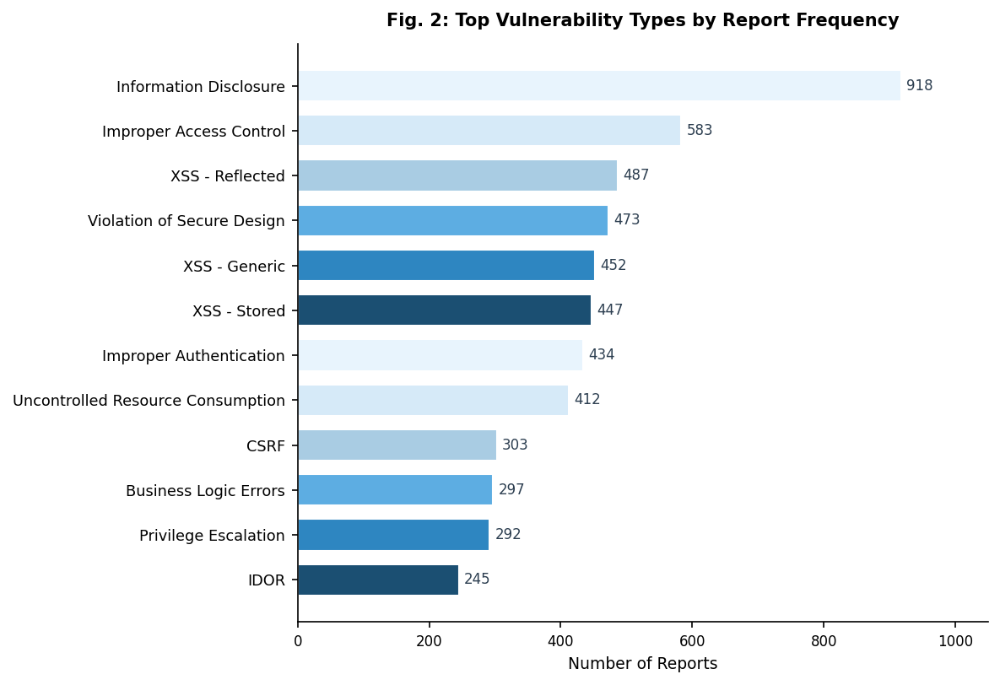 Fig. 2: Top Vulnerability Types by Report Frequency
Information Disclosure 918
Improper Access Control 583
XSS - Reflected 487
Violation of Secure Design 473
XSS - Generic 452
XSS - Stored 447
Improper Authentication 434
Uncontrolled Resource Consumption 412
CSRF 303
Business Logic Errors 297
Privilege Escalation 292
IDOR 245
0 200 400 600 800 1000
Number of Reports